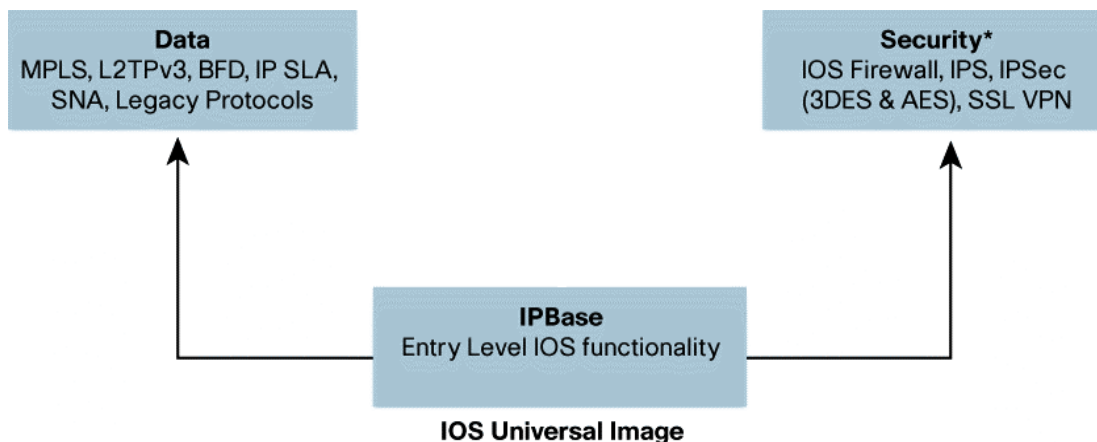 Data
MPLS, L2TPv3, BFD, IP SLA,
SNA, Legacy Protocols
Security*
IOS Firewall, IPS, IPSec
(3DES & AES), SSL VPN
IPBase
Entry Level IOS functionality
IOS Universal Image